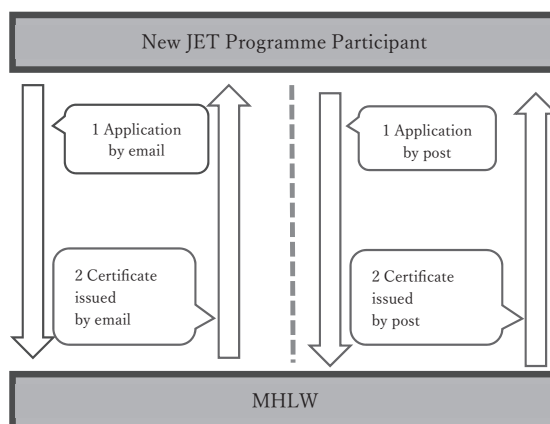 New JET Programme Participant
1 Application
by email
2 Certificate
issued
by email
1 Application
by post
2 Certificate
issued
by post
MHLW